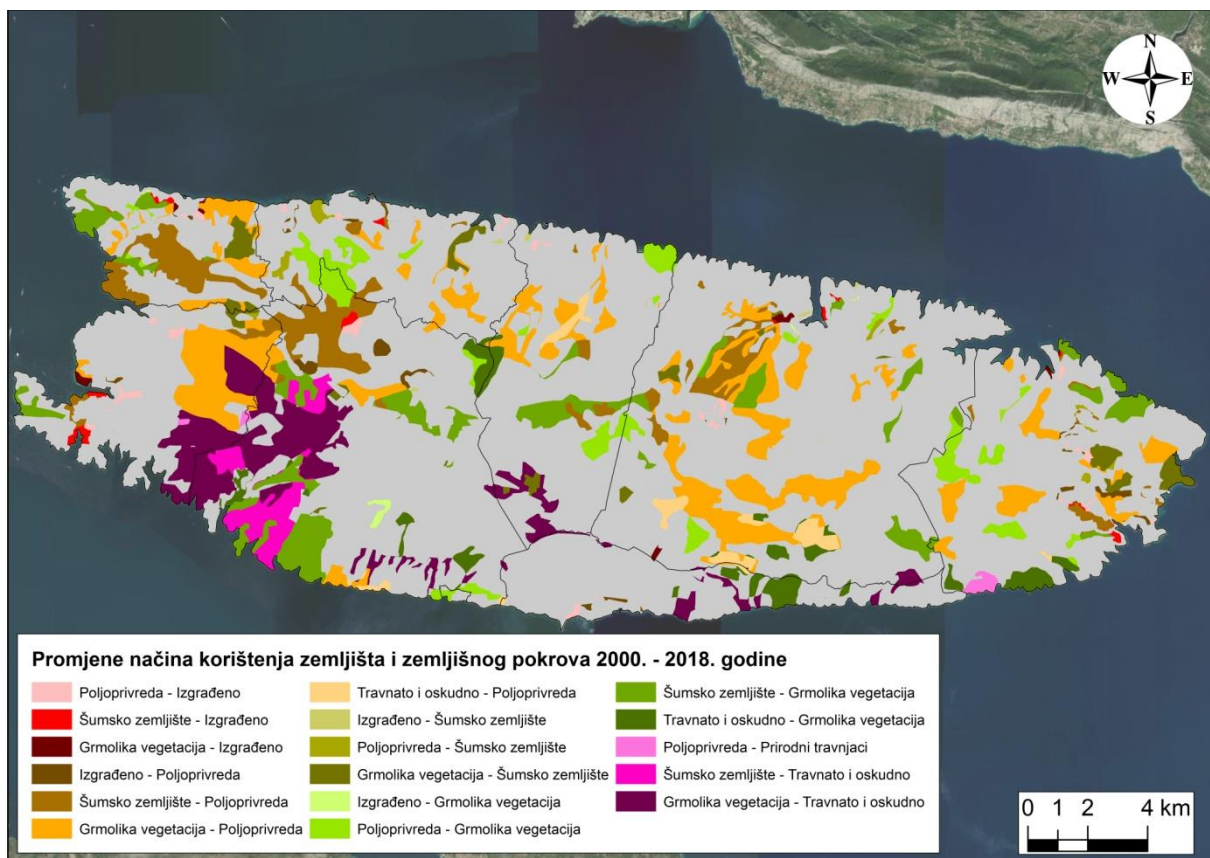 N
W E
S
Promjene načina korištenja zemljišta i zemljišnog pokrova 2000. - 2018. godine
Poljoprivreda - Izgrađeno
Šumsko zemljište - Izgrađeno
Grmolika vegetacija - Izgrađeno
Izgrađeno - Poljoprivreda
Šumsko zemljište - Poljoprivreda
Grmolika vegetacija - Poljoprivreda
Travnato i oskudno - Poljoprivreda
Izgrađeno - Šumsko zemljište
Poljoprivreda - Šumsko zemljište
Grmolika vegetacija - Šumsko zemljište
Izgrađeno - Grmolika vegetacija
Poljoprivreda - Grmolika vegetacija
Šumsko zemljište - Grmolika vegetacija
Travnato i oskudno - Grmolika vegetacija
Poljoprivreda - Prirodni travnjaci
Šumsko zemljište - Travnato i oskudno
Grmolika vegetacija - Travnato i oskudno
0 1 2 4 km